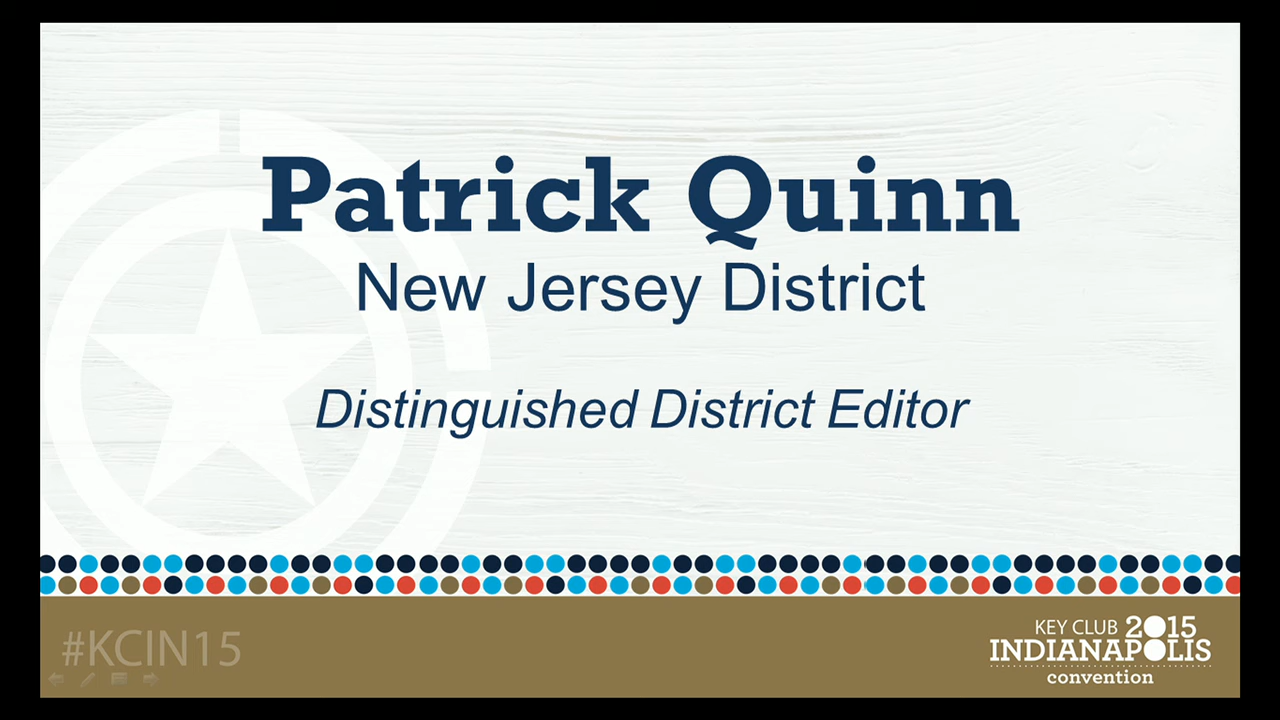 Patrick Quinn
New Jersey District
Distinguished District Editor
#KCIN15
KEY CLUB 2015
INDIANAPOLIS
convention